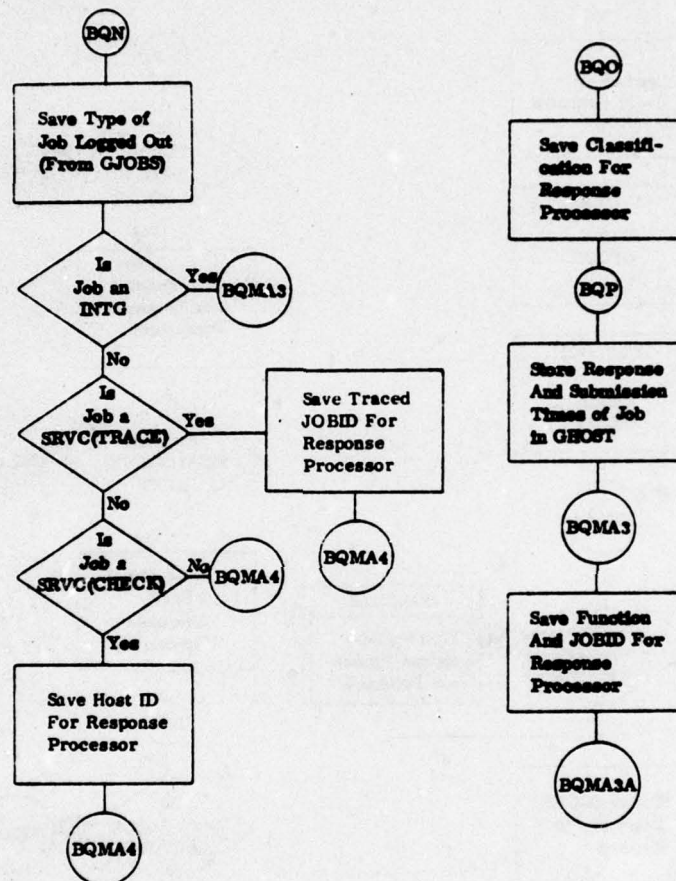 BQN
Save Type of
Job Logged Out
(From GJOBS)
Is
Job an
INTG
Yes
BQMA3
No
Is
Job a
SRVC(TRACK)
Yes
Save Traced
JOBID For
Response
Processor
BQMA4
No
Is
Job a
SRVC(CHECK)
No
BQMA4
Yes
Save Host ID
For Response
Processor
BQMA4
BQO
Save Classifi-
cation For
Response
Processor
BQP
Store Response
And Submission
Times of Job
in GHOST
BQMA3
Save Function
And JOBID For
Response
Processor
BQMA3A